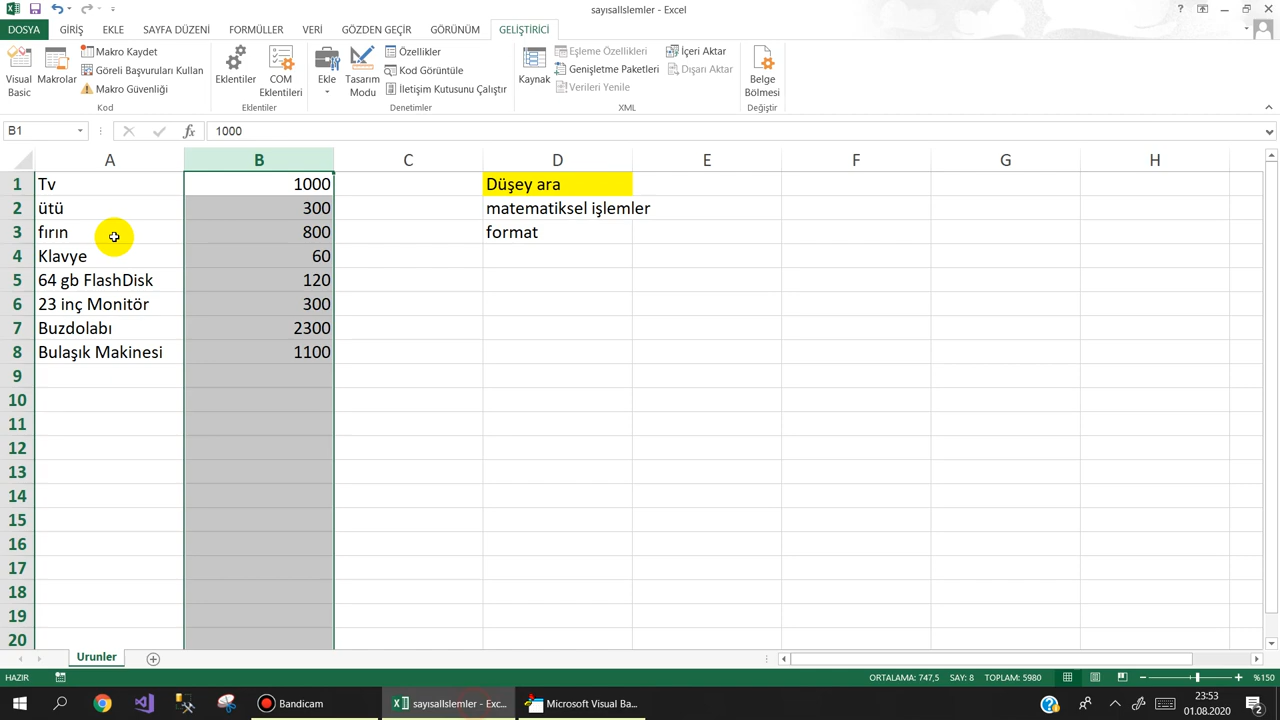 sayısalIslemler - Excel
DOSYA GİRİŞ EKLE SAYFA DÜZENİ FORMÜLLER VERİ GÖZDEN GEÇİR GÖRÜNÜM GELİŞTİRİCİ
Visual Basic
Makrolar
Makro Kaydet
Göreli Başvuruları Kullan
Makro Güvenliği
Kod
Eklentiler
COM Eklentileri
Eklentiler
Ekle
Tasarım Modu
Özellikler
Kod Görüntüle
İletişim Kutusunu Çalıştır
Denetimler
Kaynak
Eşleme Özellikleri
Genişletme Paketleri
Verileri Yenile
İçeri Aktar
Dışarı Aktar
XML
Belge Bölmesi
Değiştir
B1 fx 1000
A B C D E F G H
1 Tv 1000 Düşey ara
2 ütü 300 matematiksel işlemler
3 fırın 800 format
4 Klavye 60
5 64 gb FlashDisk 120
6 23 inç Monitör 300
7 Buzdolabı 2300
8 Bulaşık Makinesi 1100
9
10
11
12
13
14
15
16
17
18
19
20
Urunler
HAZIR ORTALAMA: 747,5 SAY: 8 TOPLAM: 5980 %150
Bandicam
sayısalIslemler - Exc...
Microsoft Visual Ba...
23:53
01.08.2020
2